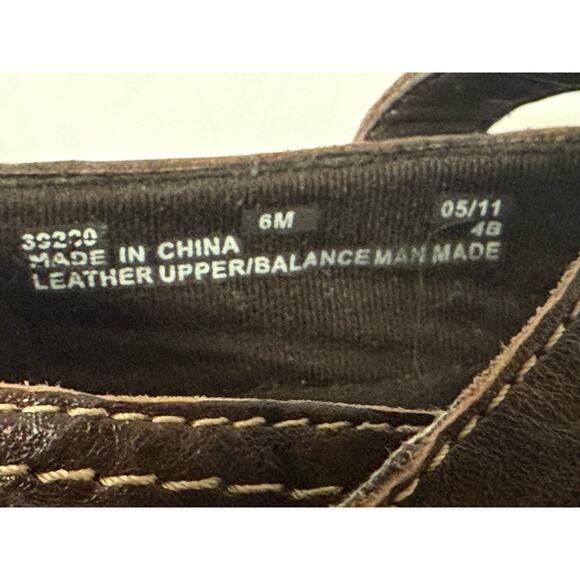 6M 05/11
4B
MADE IN CHINA
LEATHER UPPER/BALANCE MAN MADE